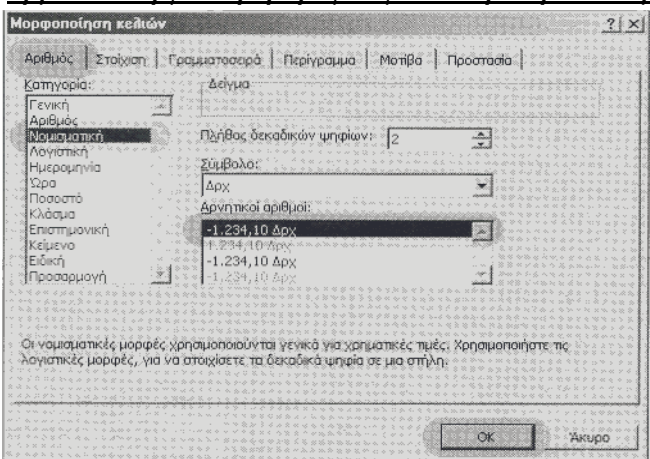 Μορφοποίηση κελιών
Αριθμός Στοίχιση Γραμματοσειρά Περίγραμμα Μοτίβα Προστασία
Κατηγορία:
Γενική
Αριθμός
Νομισματική
Λογιστική
Ημερομηνία
Ώρα
Ποσοστό
Κλάσμα
Επιστημονική
Κείμενο
Ειδική
Προσαρμογή
Δείγμα
Πλήθος δεκαδικών ψηφίων: 2
Σύμβολο:
Δρχ
Αρνητικοί αριθμοί:
-1.234,10 Δρχ
1.234,10 Δρχ
-1.234,10 Δρχ
-1.234,10 Δρχ
Οι νομισματικές μορφές χρησιμοποιούνται γενικά για χρηματικές τιμές. Χρησιμοποιήστε τις
λογιστικές μορφές, για να στοιχίσετε τα δεκαδικά ψηφία σε μια στήλη.
OK Άκυρο